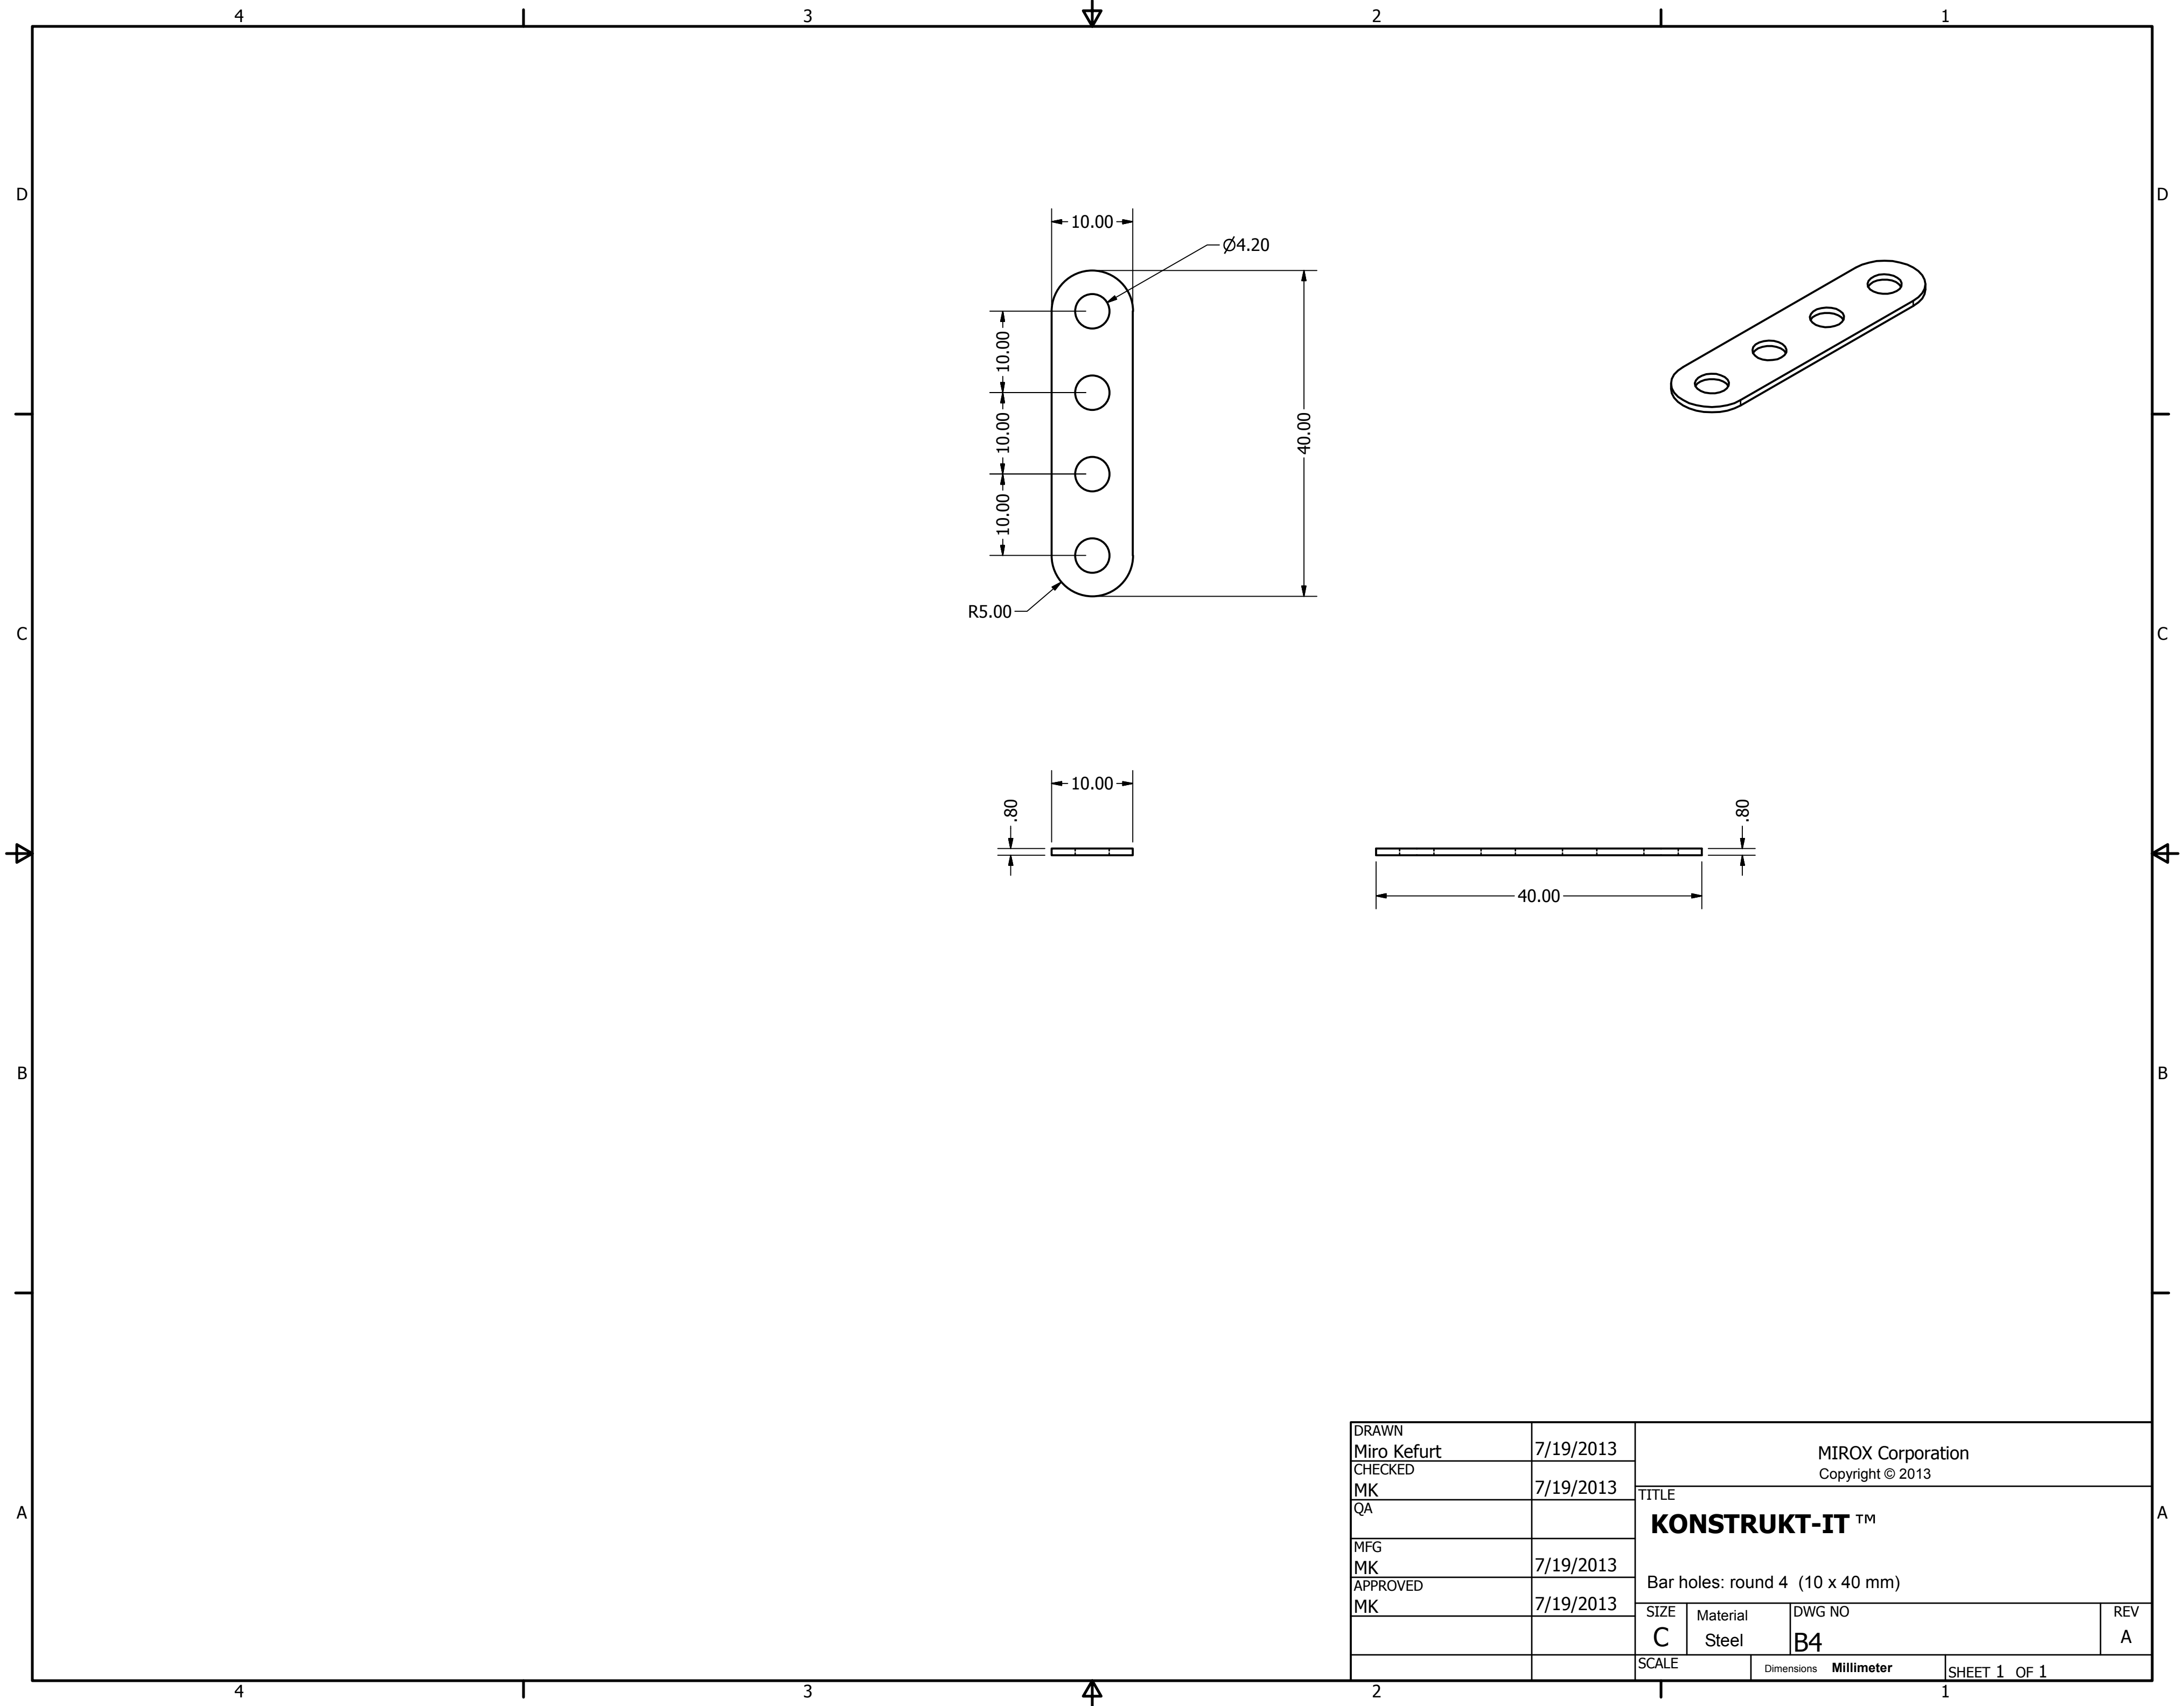 4 3 2 1
D D
10.00
Ø4.20
10.00
10.00
40.00
10.00
R5.00
C C
10.00
.80
.80
40.00
B B
DRAWN
Miro Kefurt 7/19/2013
MIROX Corporation
Copyright © 2013
CHECKED
MK 7/19/2013
TITLE
QA
KONSTRUKT-IT ™
MFG
MK 7/19/2013
Bar holes: round 4 (10 x 40 mm)
APPROVED
MK 7/19/2013
SIZE
C
Material
Steel
DWG NO
B4
REV
A
SCALE
Dimensions Millimeter
SHEET 1 OF 1
A A
4 3 2 1